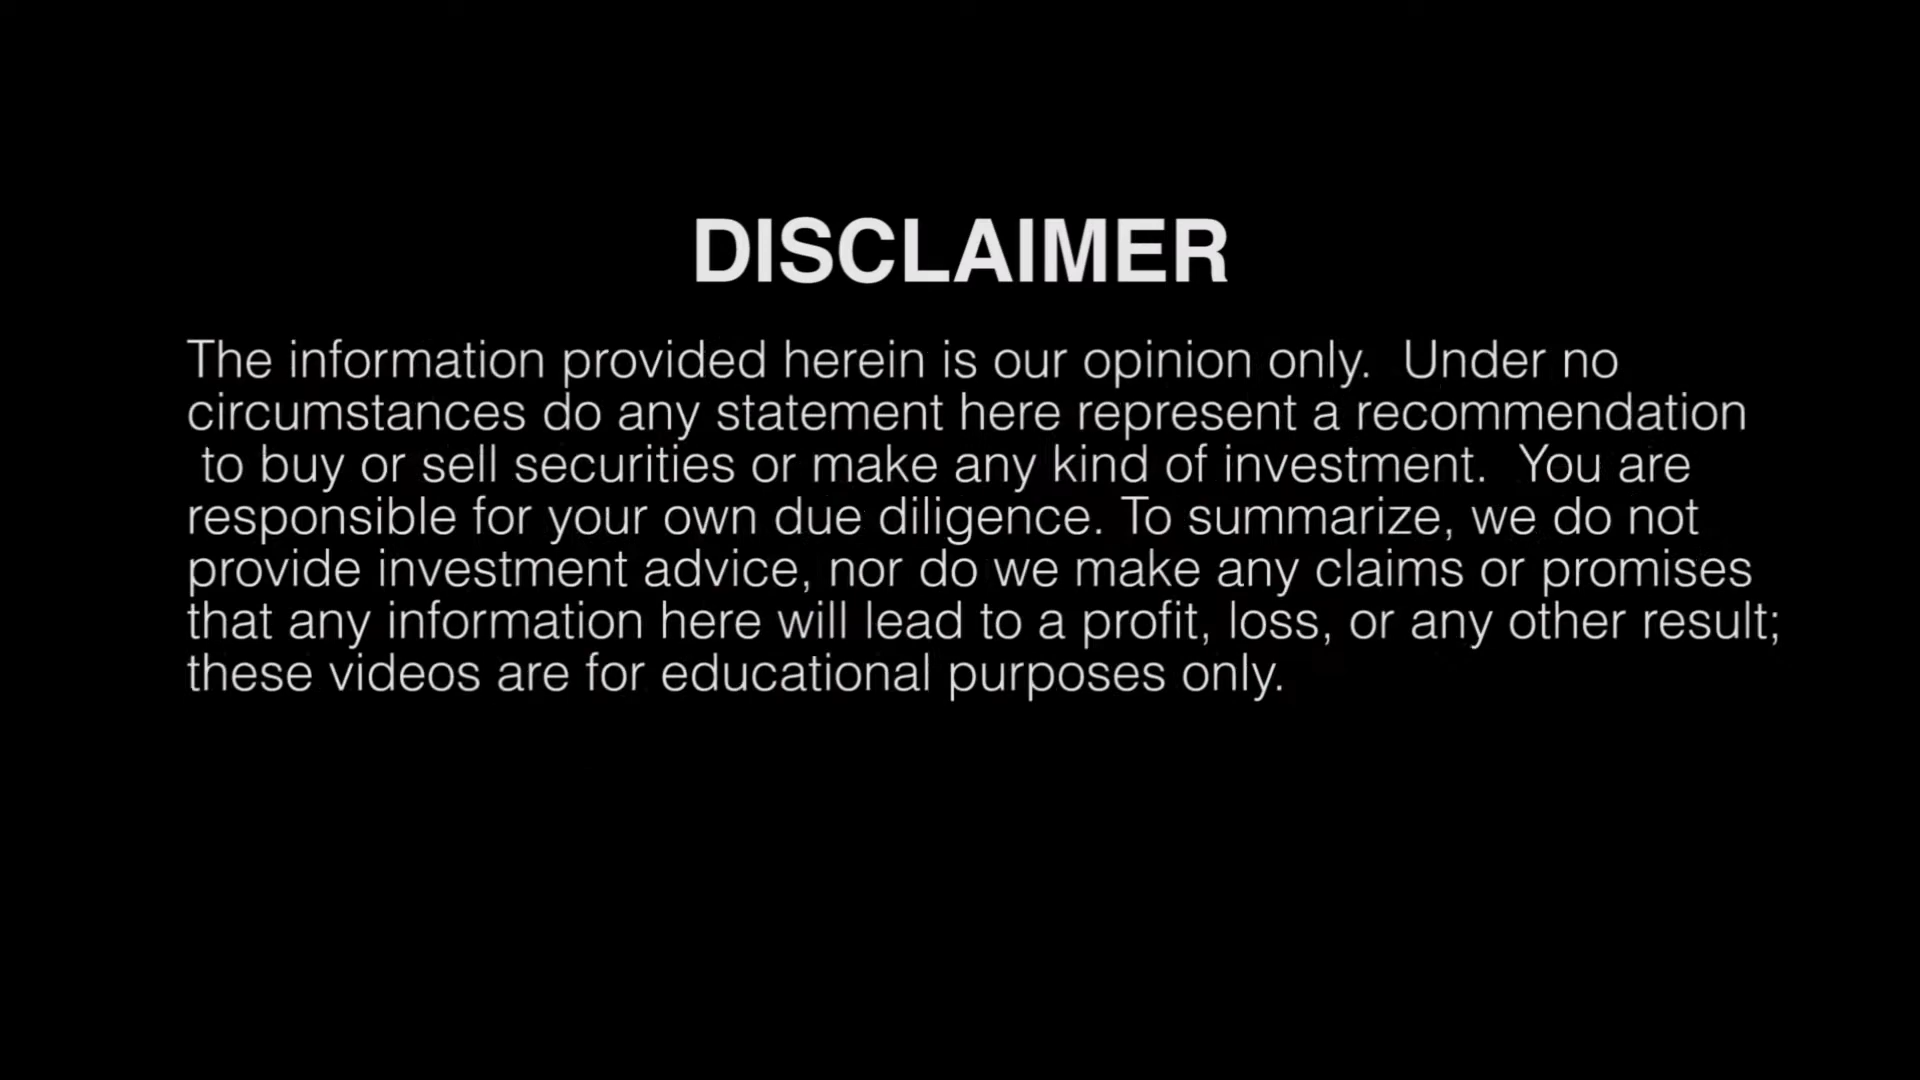 DISCLAIMER
The information provided herein is our opinion only.  Under no
circumstances do any statement here represent a recommendation
to buy or sell securities or make any kind of investment.  You are
responsible for your own due diligence. To summarize, we do not
provide investment advice, nor do we make any claims or promises
that any information here will lead to a profit, loss, or any other result;
these videos are for educational purposes only.